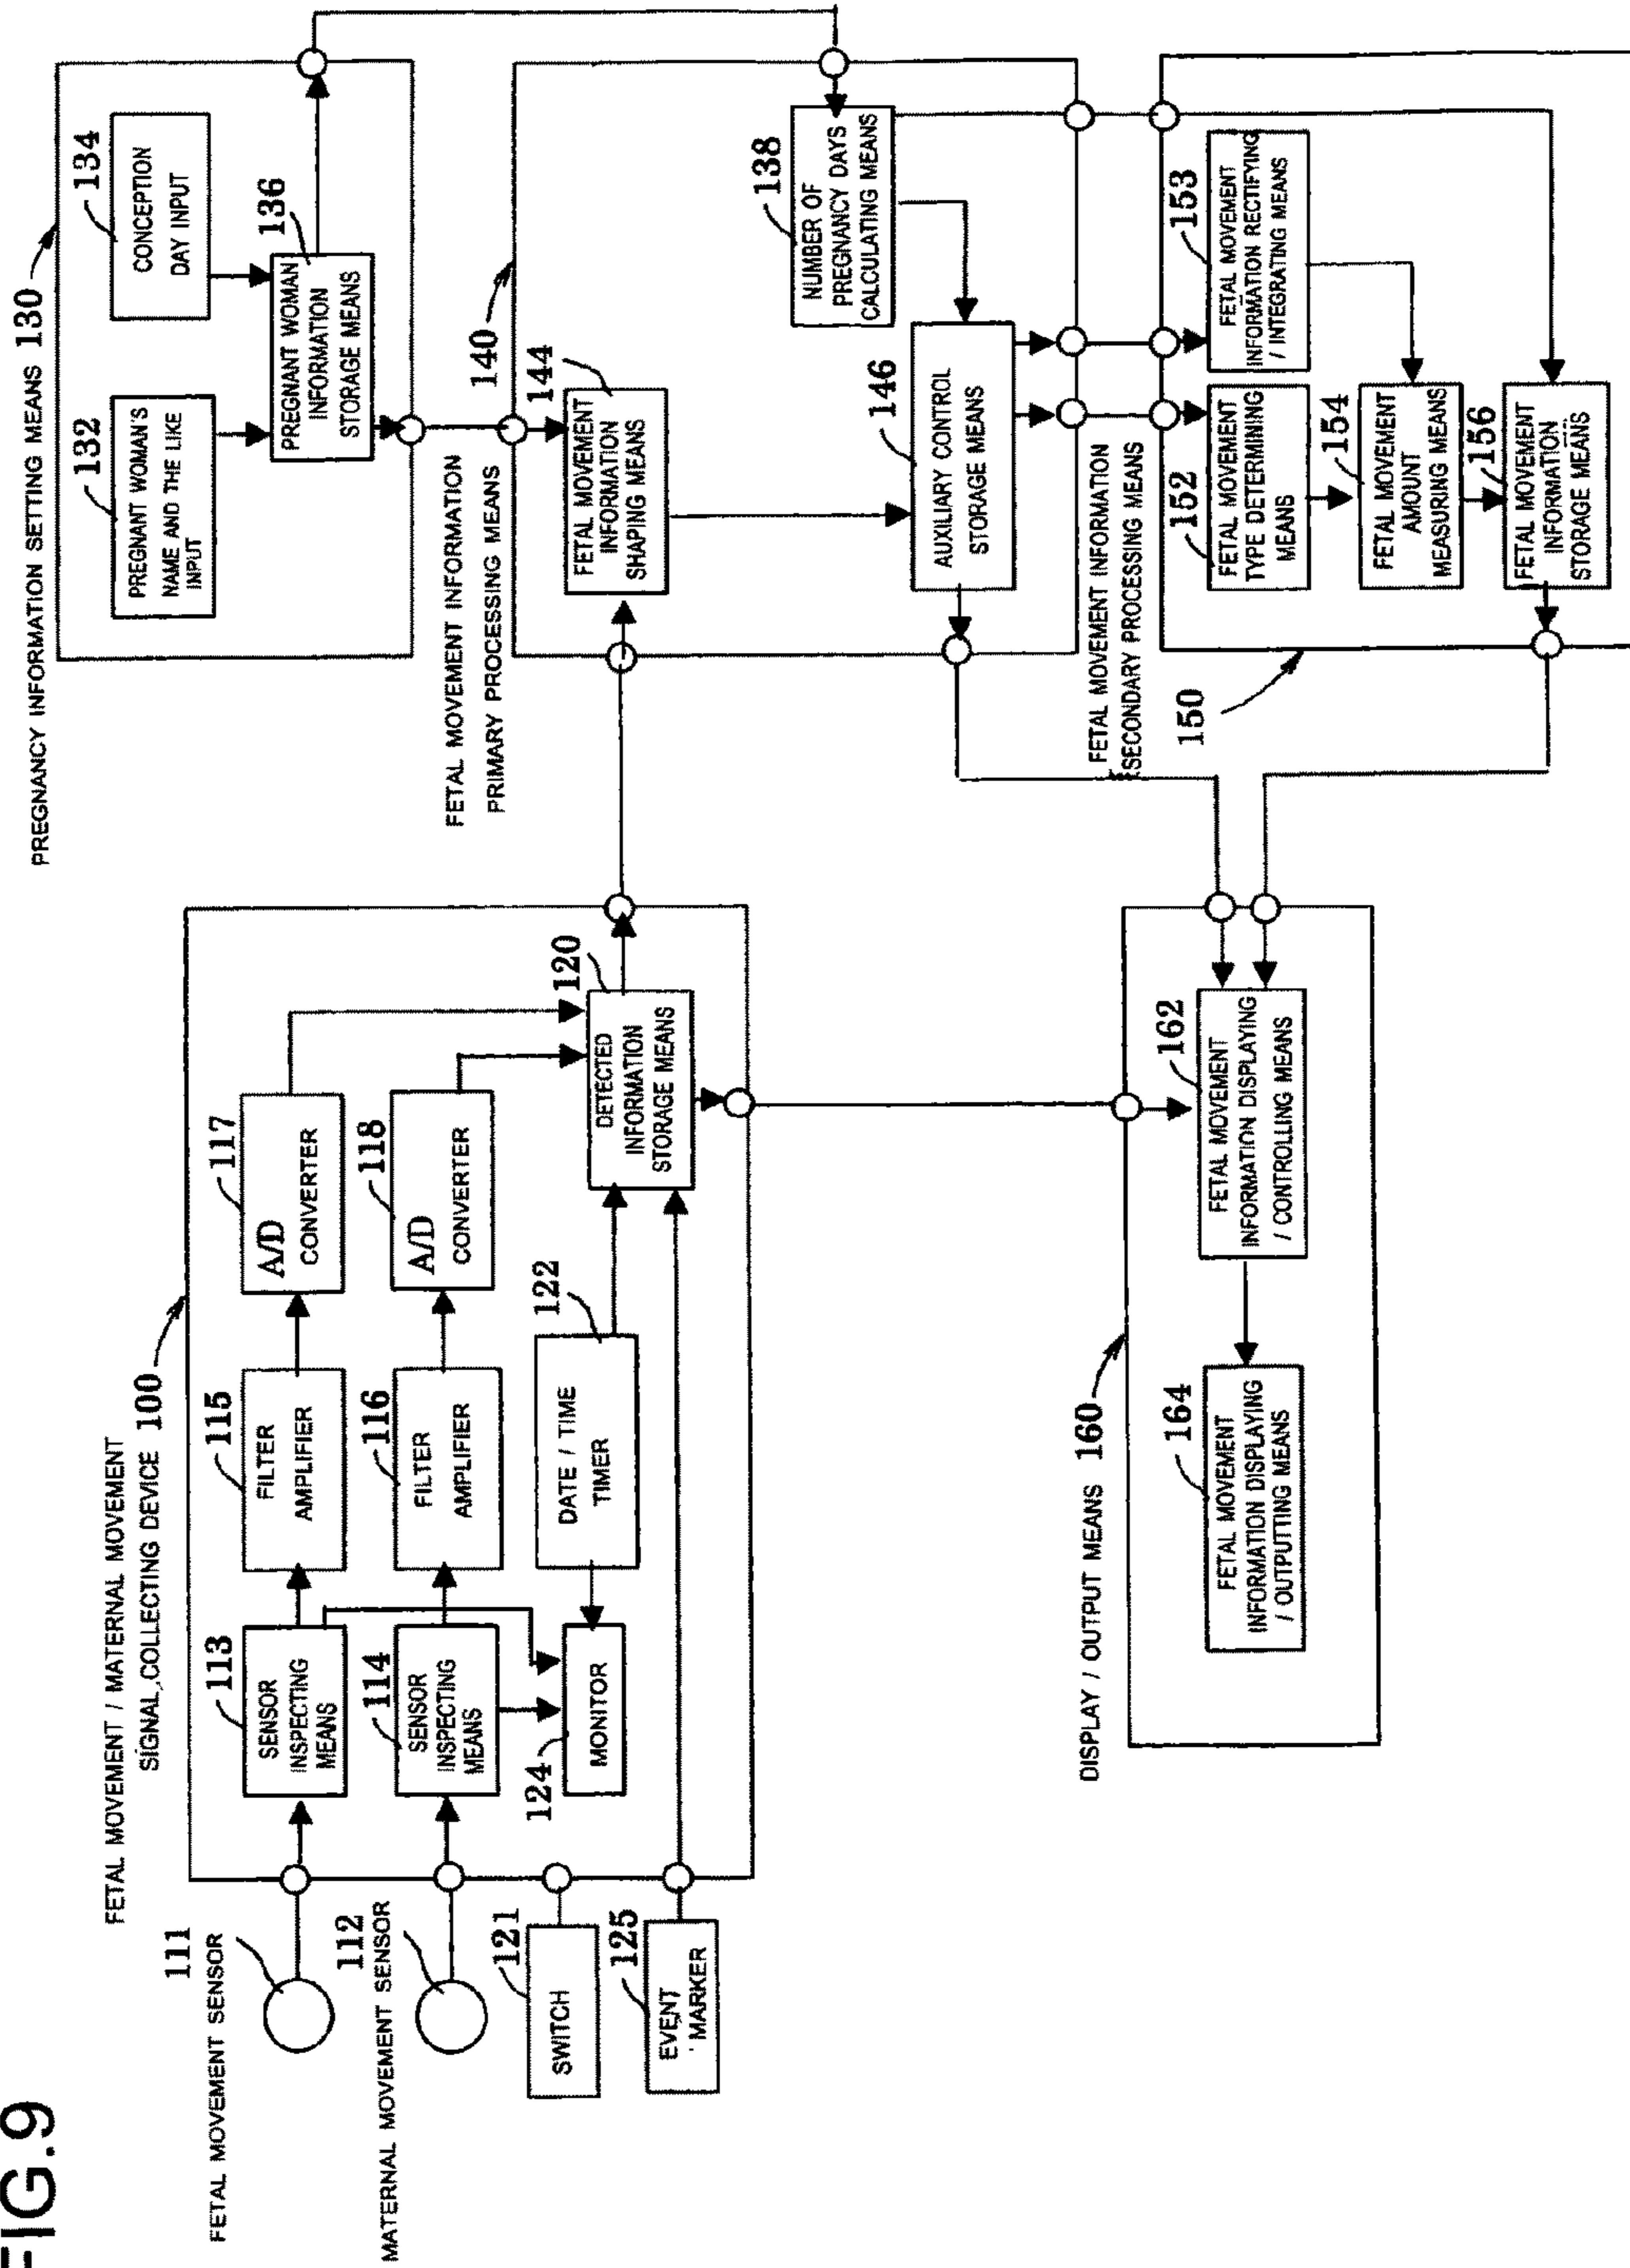 FIG.9
FETAL MOVEMENT / MATERNAL MOVEMENT
SIGNAL COLLECTING DEVICE 100
111
FETAL MOVEMENT SENSOR
112
MATERNAL MOVEMENT SENSOR
121
SWITCH
125
EVENT
MARKER
113
SENSOR
INSPECTING
MEANS
114
SENSOR
INSPECTING
MEANS
124
MONITOR
115
FILTER
AMPLIFIER
116
FILTER
AMPLIFIER
122
DATE / TIME
TIMER
117
A/D
CONVERTER
118
A/D
CONVERTER
120
DETECTED
INFORMATION
STORAGE MEANS
PREGNANCY INFORMATION SETTING MEANS 130
132
PREGNANT WOMAN'S
NAME AND THE LIKE
INPUT
134
CONCEPTION
DAY INPUT
136
PREGNANT WOMAN
INFORMATION
STORAGE MEANS
FETAL MOVEMENT INFORMATION
PRIMARY PROCESSING MEANS
140
144
FETAL MOVEMENT
INFORMATION
SHAPING MEANS
138
NUMBER OF
PREGNANCY DAYS
CALCULATING MEANS
146
AUXILIARY CONTROL
STORAGE MEANS
FETAL MOVEMENT INFORMATION
SECONDARY PROCESSING MEANS
150
152
FETAL MOVEMENT
TYPE DETERMINING
MEANS
153
FETAL MOVEMENT
INFORMATION RECTIFYING
/ INTEGRATING MEANS
154
FETAL MOVEMENT
AMOUNT
MEASURING MEANS
156
FETAL MOVEMENT
INFORMATION
STORAGE MEANS
DISPLAY / OUTPUT MEANS 160
164
FETAL MOVEMENT
INFORMATION DISPLAYING
/ OUTPUTTING MEANS
162
FETAL MOVEMENT
INFORMATION DISPLAYING
/ CONTROLLING MEANS